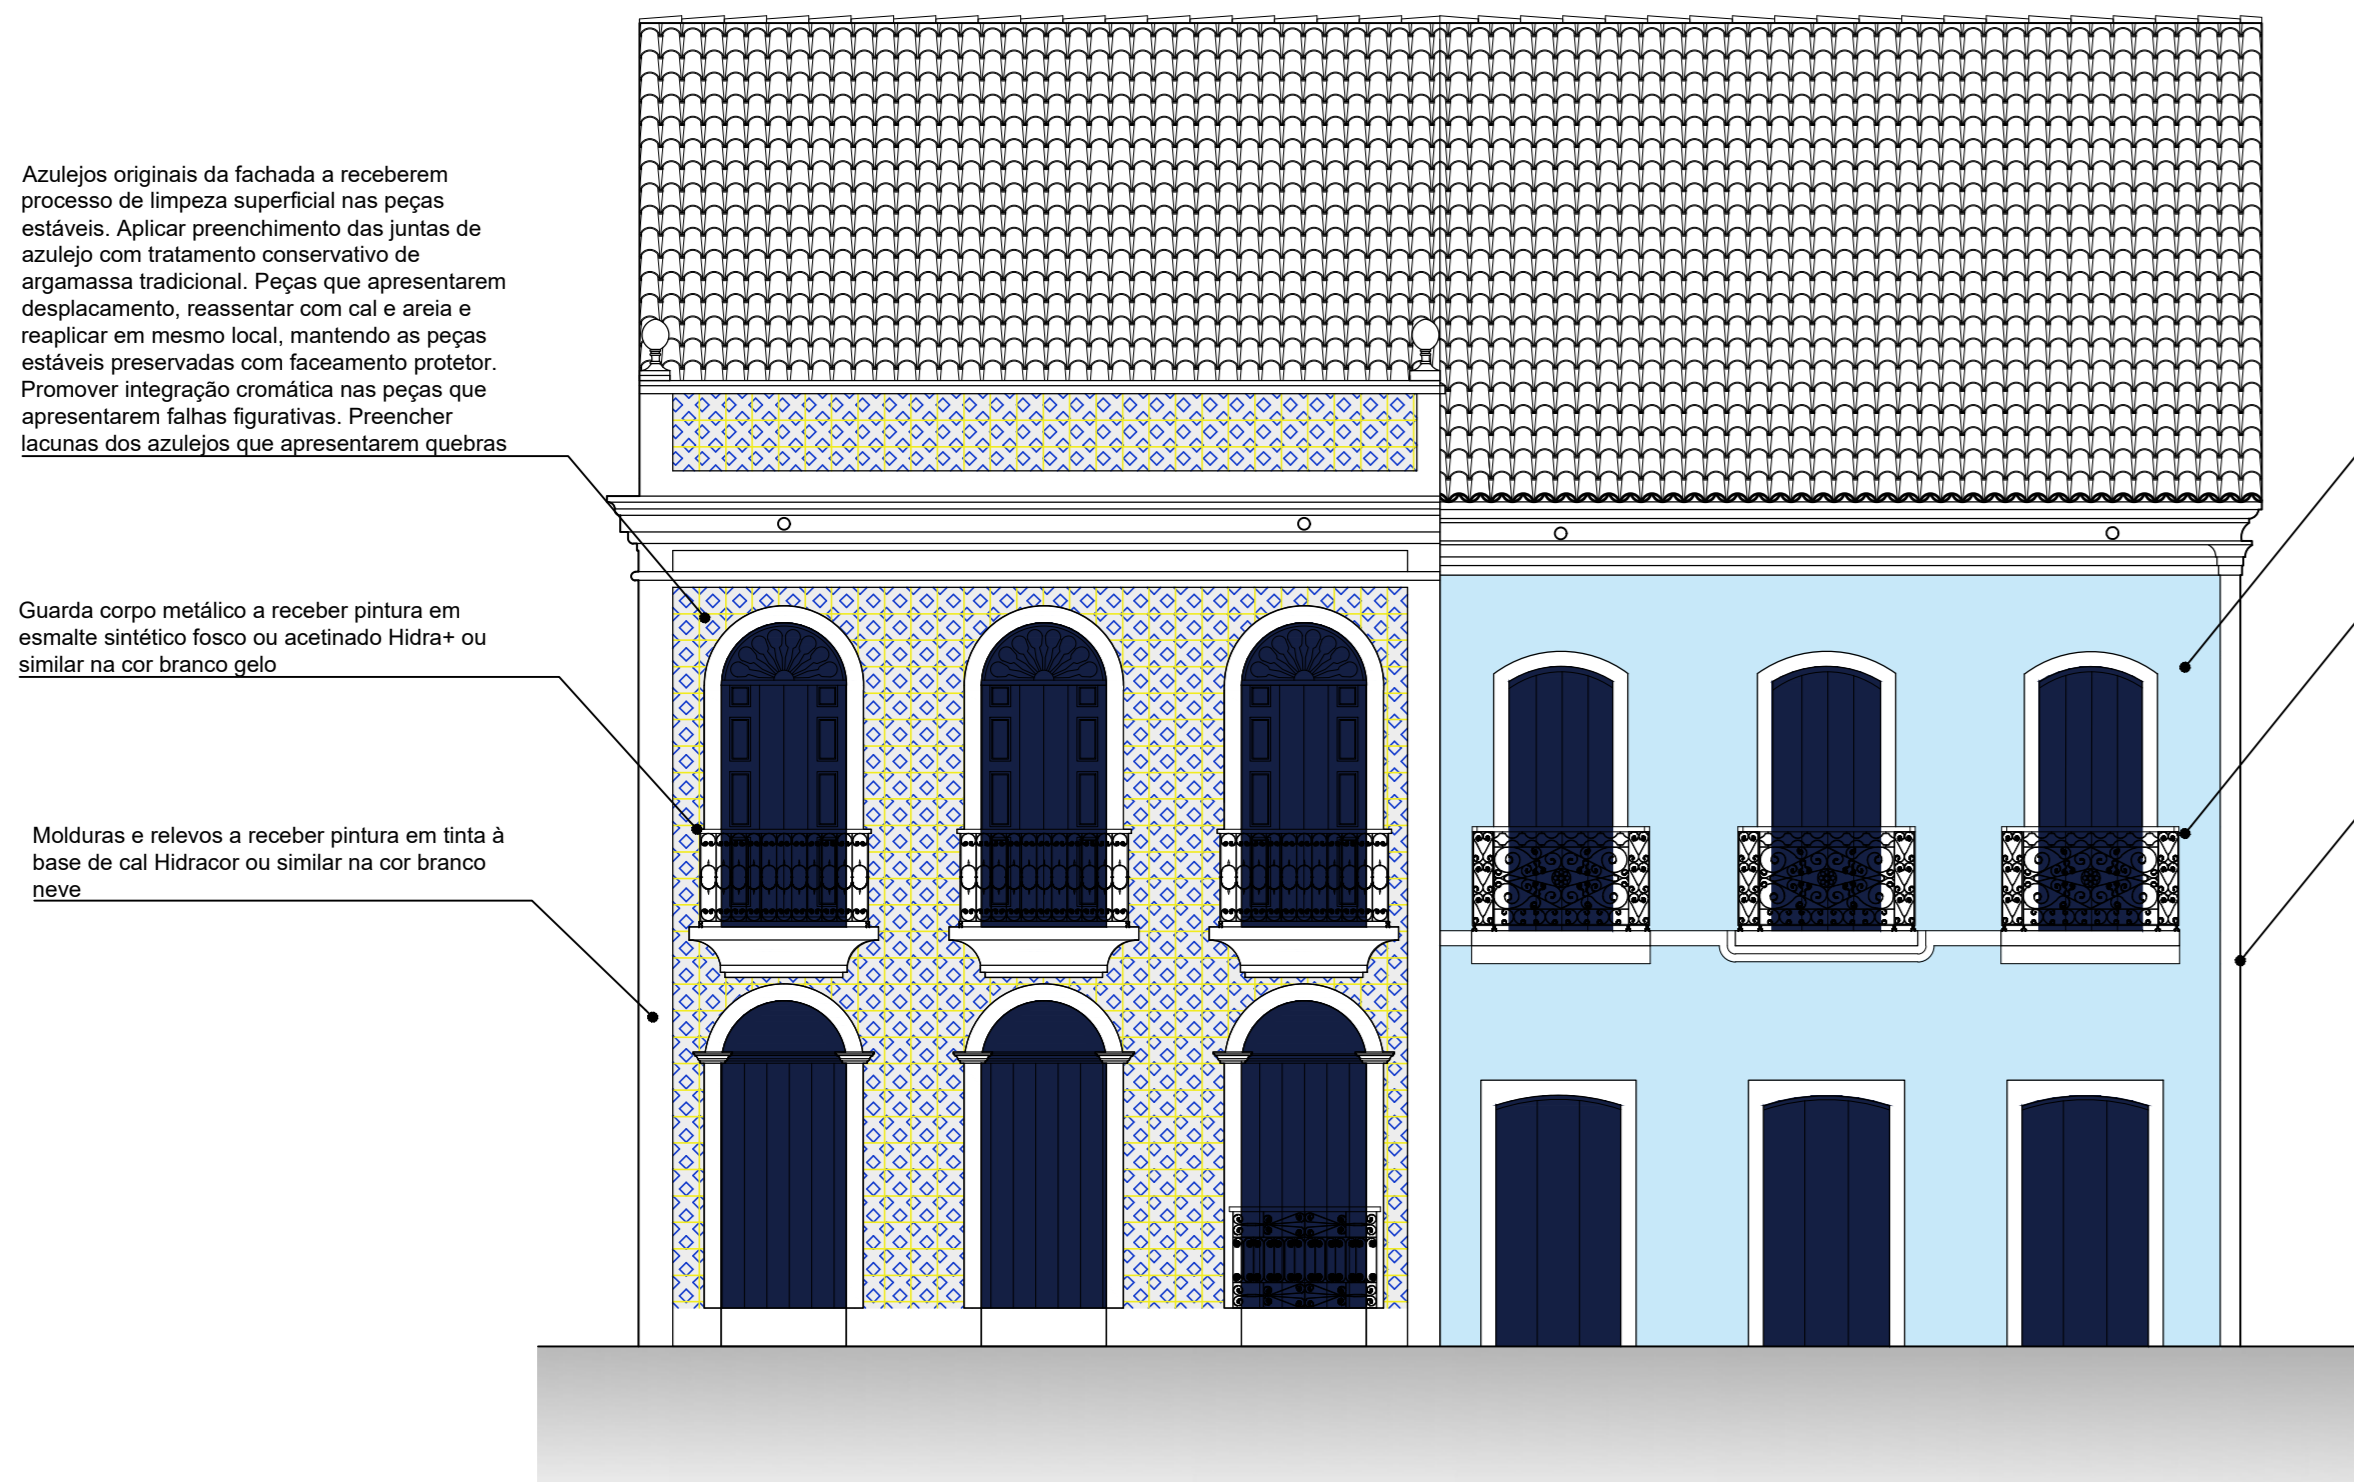 Azulejos originais da fachada a receberem
processo de limpeza superficial nas peças
estáveis. Aplicar preenchimento das juntas de
azulejo com tratamento conservativo de
argamassa tradicional. Peças que apresentarem
desplacamento, reassentar com cal e areia e
reaplicar em mesmo local, mantendo as peças
estáveis preservadas com faceamento protetor.
Promover integração cromática nas peças que
apresentarem falhas figurativas. Preencher
lacunas dos azulejos que apresentarem quebras
Guarda corpo metálico a receber pintura em
esmalte sintético fosco ou acetinado Hidra+ ou
similar na cor branco gelo
Molduras e relevos a receber pintura em tinta à
base de cal Hidracor ou similar na cor branco
neve